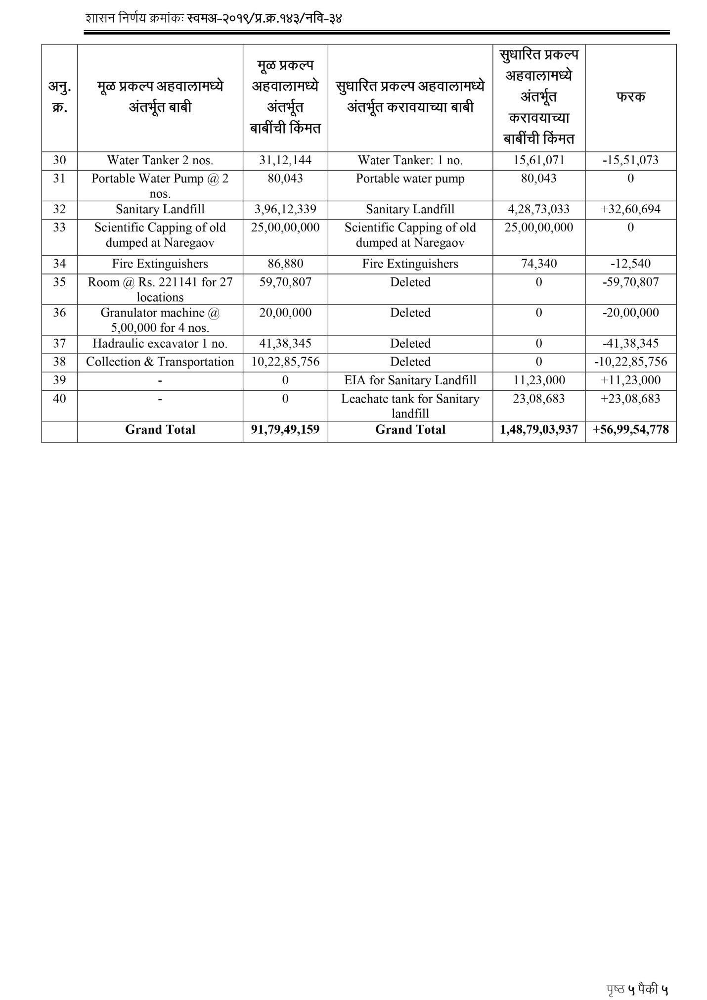 शासन निर्णय क्रमांकः स्वमअ-२०१९/प्र.क्र.१४३/नवि-३४
अनु. क्र. मूळ प्रकल्प अहवालामध्ये अंतर्भूत बाबी मूळ प्रकल्प अहवालामध्ये अंतर्भूत बाबींची किंमत सुधारित प्रकल्प अहवालामध्ये अंतर्भूत करावयाच्या बाबी सुधारित प्रकल्प अहवालामध्ये अंतर्भूत करावयाच्या बाबींची किंमत फरक
30 Water Tanker 2 nos. 31,12,144 Water Tanker: 1 no. 15,61,071 -15,51,073
31 Portable Water Pump @ 2 nos. 80,043 Portable water pump 80,043 0
32 Sanitary Landfill 3,96,12,339 Sanitary Landfill 4,28,73,033 +32,60,694
33 Scientific Capping of old dumped at Naregaov 25,00,00,000 Scientific Capping of old dumped at Naregaov 25,00,00,000 0
34 Fire Extinguishers 86,880 Fire Extinguishers 74,340 -12,540
35 Room @ Rs. 221141 for 27 locations 59,70,807 Deleted 0 -59,70,807
36 Granulator machine @ 5,00,000 for 4 nos. 20,00,000 Deleted 0 -20,00,000
37 Hadraulic excavator 1 no. 41,38,345 Deleted 0 -41,38,345
38 Collection & Transportation 10,22,85,756 Deleted 0 -10,22,85,756
39 - 0 EIA for Sanitary Landfill 11,23,000 +11,23,000
40 - 0 Leachate tank for Sanitary landfill 23,08,683 +23,08,683
Grand Total 91,79,49,159 Grand Total 1,48,79,03,937 +56,99,54,778
पृष्ठ ५ पैकी ५